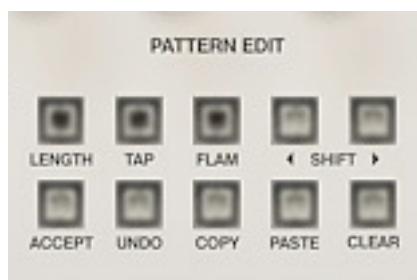 PATTERN EDIT
LENGTH TAP FLAM ◀ SHIFT ▶
ACCEPT UNDO COPY PASTE CLEAR